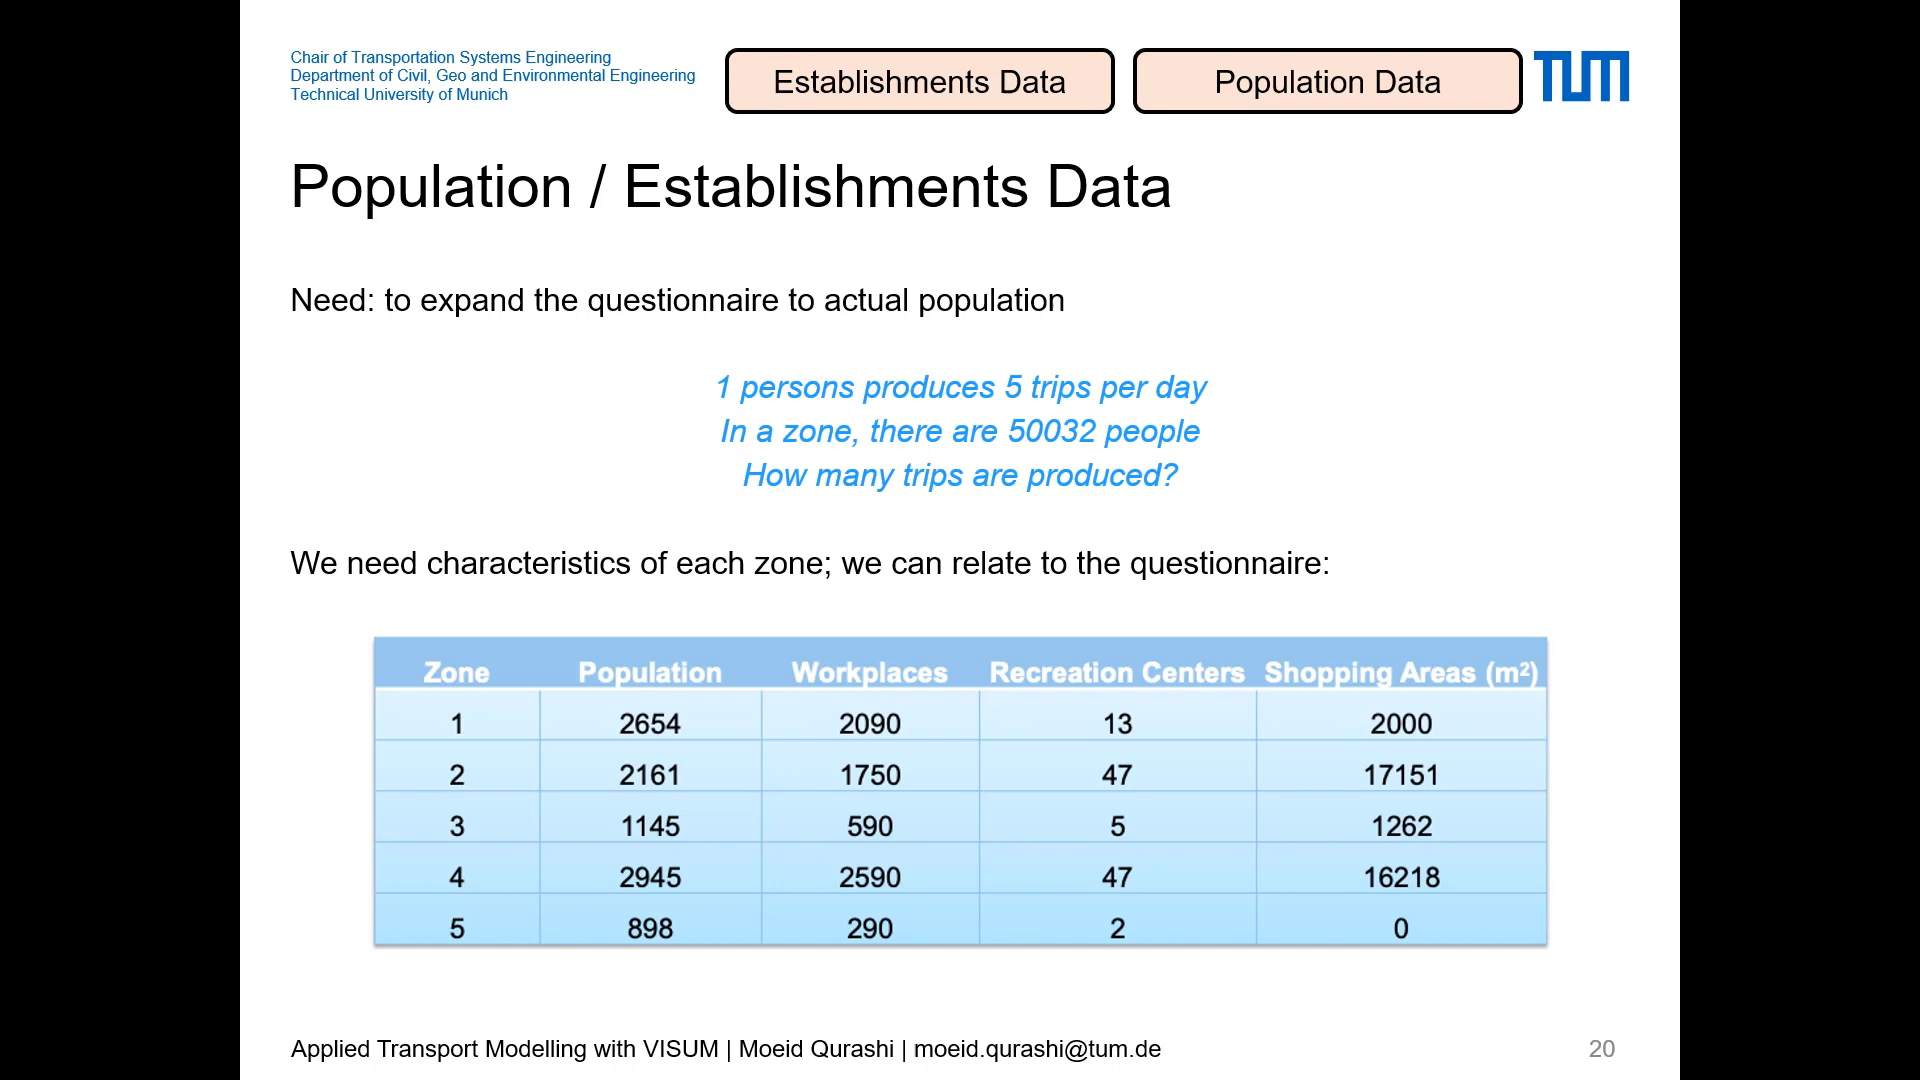 Chair of Transportation Systems Engineering
Department of Civil, Geo and Environmental Engineering
Technical University of Munich
Establishments Data
Population Data
TUM
Population / Establishments Data
Need: to expand the questionnaire to actual population
1 persons produces 5 trips per day
In a zone, there are 50032 people
How many trips are produced?
We need characteristics of each zone; we can relate to the questionnaire:
Zone Population Workplaces Recreation Centers Shopping Areas (m²)
1 2654 2090 13 2000
2 2161 1750 47 17151
3 1145 590 5 1262
4 2945 2590 47 16218
5 898 290 2 0
Applied Transport Modelling with VISUM | Moeid Qurashi | moeid.qurashi@tum.de
20